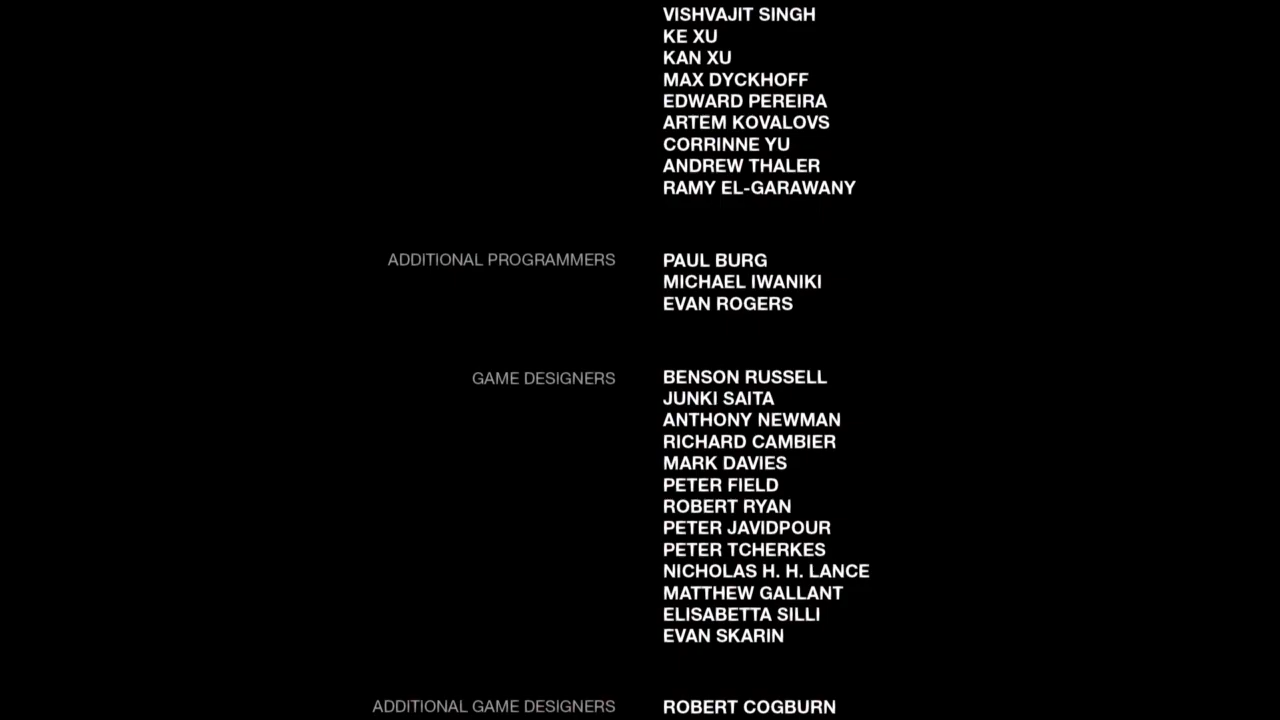 VISHVAJIT SINGH
KE XU
KAN XU
MAX DYCKHOFF
EDWARD PEREIRA
ARTEM KOVALOVS
CORRINNE YU
ANDREW THALER
RAMY EL-GARAWANY
ADDITIONAL PROGRAMMERS PAUL BURG
MICHAEL IWANIKI
EVAN ROGERS
GAME DESIGNERS BENSON RUSSELL
JUNKI SAITA
ANTHONY NEWMAN
RICHARD CAMBIER
MARK DAVIES
PETER FIELD
ROBERT RYAN
PETER JAVIDPOUR
PETER TCHERKES
NICHOLAS H. H. LANCE
MATTHEW GALLANT
ELISABETTA SILLI
EVAN SKARIN
ADDITIONAL GAME DESIGNERS ROBERT COGBURN